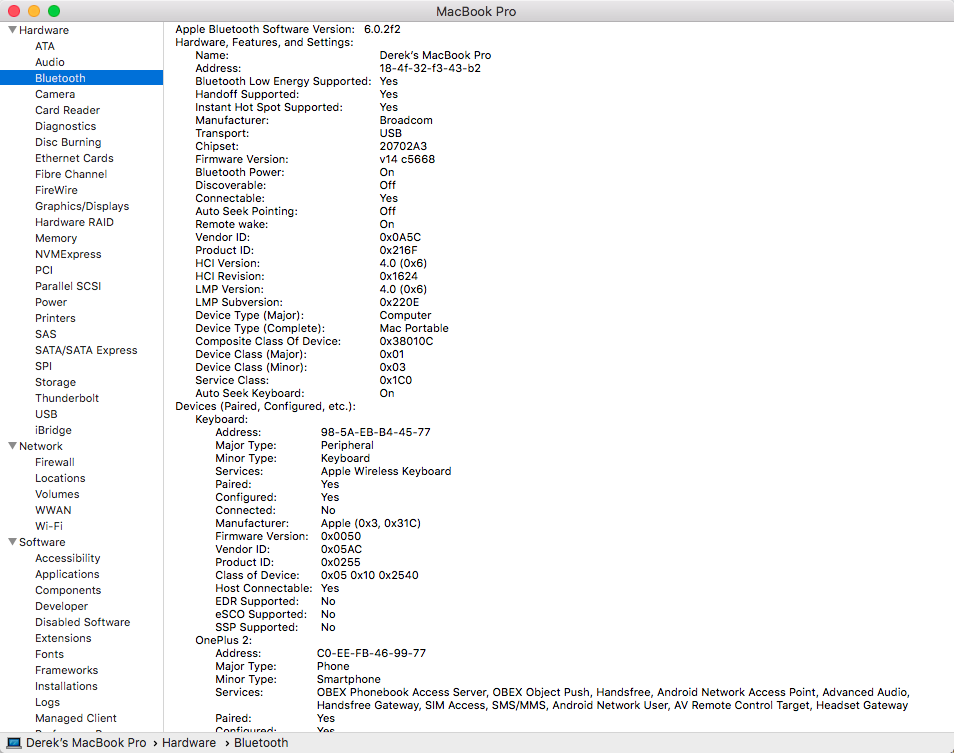 MacBook Pro
Hardware
ATA
Audio
Bluetooth
Camera
Card Reader
Diagnostics
Disc Burning
Ethernet Cards
Fibre Channel
FireWire
Graphics/Displays
Hardware RAID
Memory
NVMExpress
PCI
Parallel SCSI
Power
Printers
SAS
SATA/SATA Express
SPI
Storage
Thunderbolt
USB
iBridge
Network
Firewall
Locations
Volumes
WWAN
Wi-Fi
Software
Accessibility
Applications
Components
Developer
Disabled Software
Extensions
Fonts
Frameworks
Installations
Logs
Managed Client
Apple Bluetooth Software Version: 6.0.2f2
Hardware, Features, and Settings:
Name: Derek's MacBook Pro
Address: 18-4f-32-f3-43-b2
Bluetooth Low Energy Supported: Yes
Handoff Supported: Yes
Instant Hot Spot Supported: Yes
Manufacturer: Broadcom
Transport: USB
Chipset: 20702A3
Firmware Version: v14 c5668
Bluetooth Power: On
Discoverable: Off
Connectable: Yes
Auto Seek Pointing: Off
Remote wake: On
Vendor ID: 0x0A5C
Product ID: 0x216F
HCI Version: 4.0 (0x6)
HCI Revision: 0x1624
LMP Version: 4.0 (0x6)
LMP Subversion: 0x220E
Device Type (Major): Computer
Device Type (Complete): Mac Portable
Composite Class Of Device: 0x38010C
Device Class (Major): 0x01
Device Class (Minor): 0x03
Service Class: 0x1C0
Auto Seek Keyboard: On
Devices (Paired, Configured, etc.):
Keyboard:
Address: 98-5A-EB-B4-45-77
Major Type: Peripheral
Minor Type: Keyboard
Services: Apple Wireless Keyboard
Paired: Yes
Configured: Yes
Connected: No
Manufacturer: Apple (0x3, 0x31C)
Firmware Version: 0x0050
Vendor ID: 0x05AC
Product ID: 0x0255
Class of Device: 0x05 0x10 0x2540
Host Connectable: Yes
EDR Supported: No
eSCO Supported: No
SSP Supported: No
OnePlus 2:
Address: C0-EE-FB-46-99-77
Major Type: Phone
Minor Type: Smartphone
Services: OBEX Phonebook Access Server, OBEX Object Push, Handsfree, Android Network Access Point, Advanced Audio,
Handsfree Gateway, SIM Access, SMS/MMS, Android Network User, AV Remote Control Target, Headset Gateway
Paired: Yes
Configured: Yes
Derek's MacBook Pro › Hardware › Bluetooth